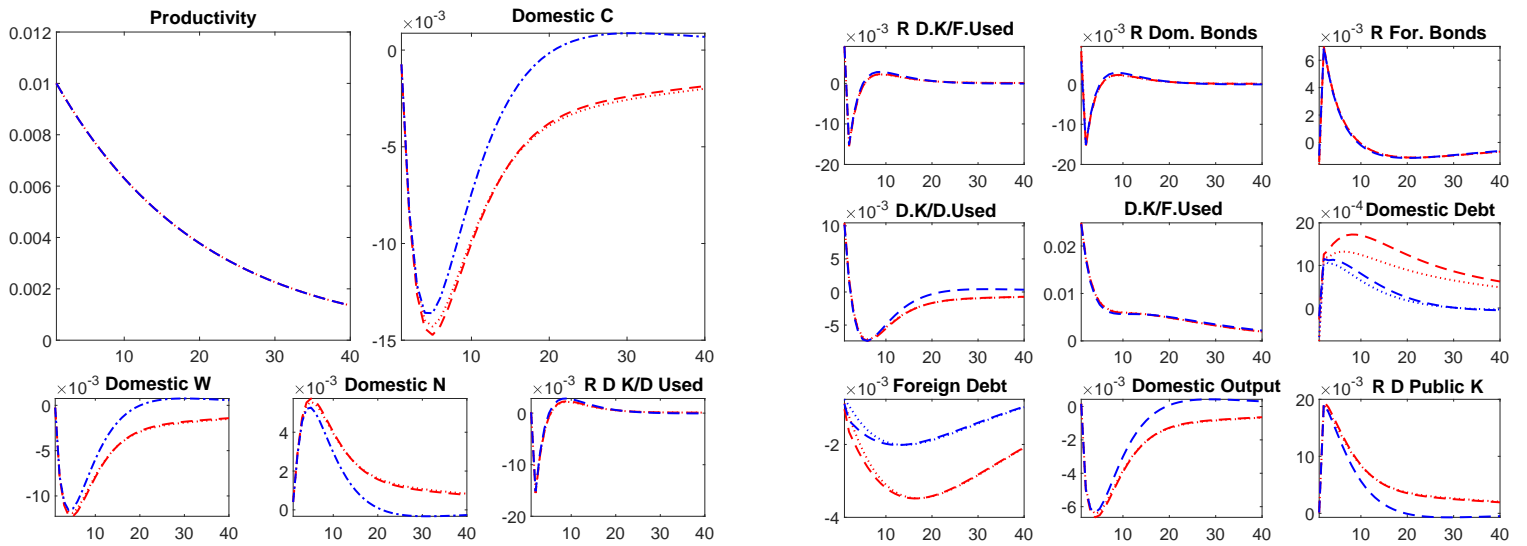 Productivity
0.012
0.01
0.008
0.006
0.004
0.002
0
10 20 30 40
×10-3 Domestic C
0
-5
-10
-15
10 20 30 40
×10-3 Domestic W
0
-5
-10
10 20 30 40
×10-3 Domestic N
4
2
0
10 20 30 40
×10-3 R D K/D Used
0
-10
-20
10 20 30 40
×10-3 R D.K/F.Used
0
-10
-20
10 20 30 40
×10-3 R Dom. Bonds
0
-10
-20
10 20 30 40
×10-3 R For. Bonds
6
4
2
0
10 20 30 40
×10-3 D.K/D.Used
10
5
0
-5
10 20 30 40
D.K/F.Used
0.02
0.01
0
10 20 30 40
×10-4 Domestic Debt
20
10
0
10 20 30 40
×10-3 Foreign Debt
0
-2
-4
10 20 30 40
×10-3 Domestic Output
0
-2
-4
-6
10 20 30 40
×10-3 R D Public K
20
10
0
10 20 30 40